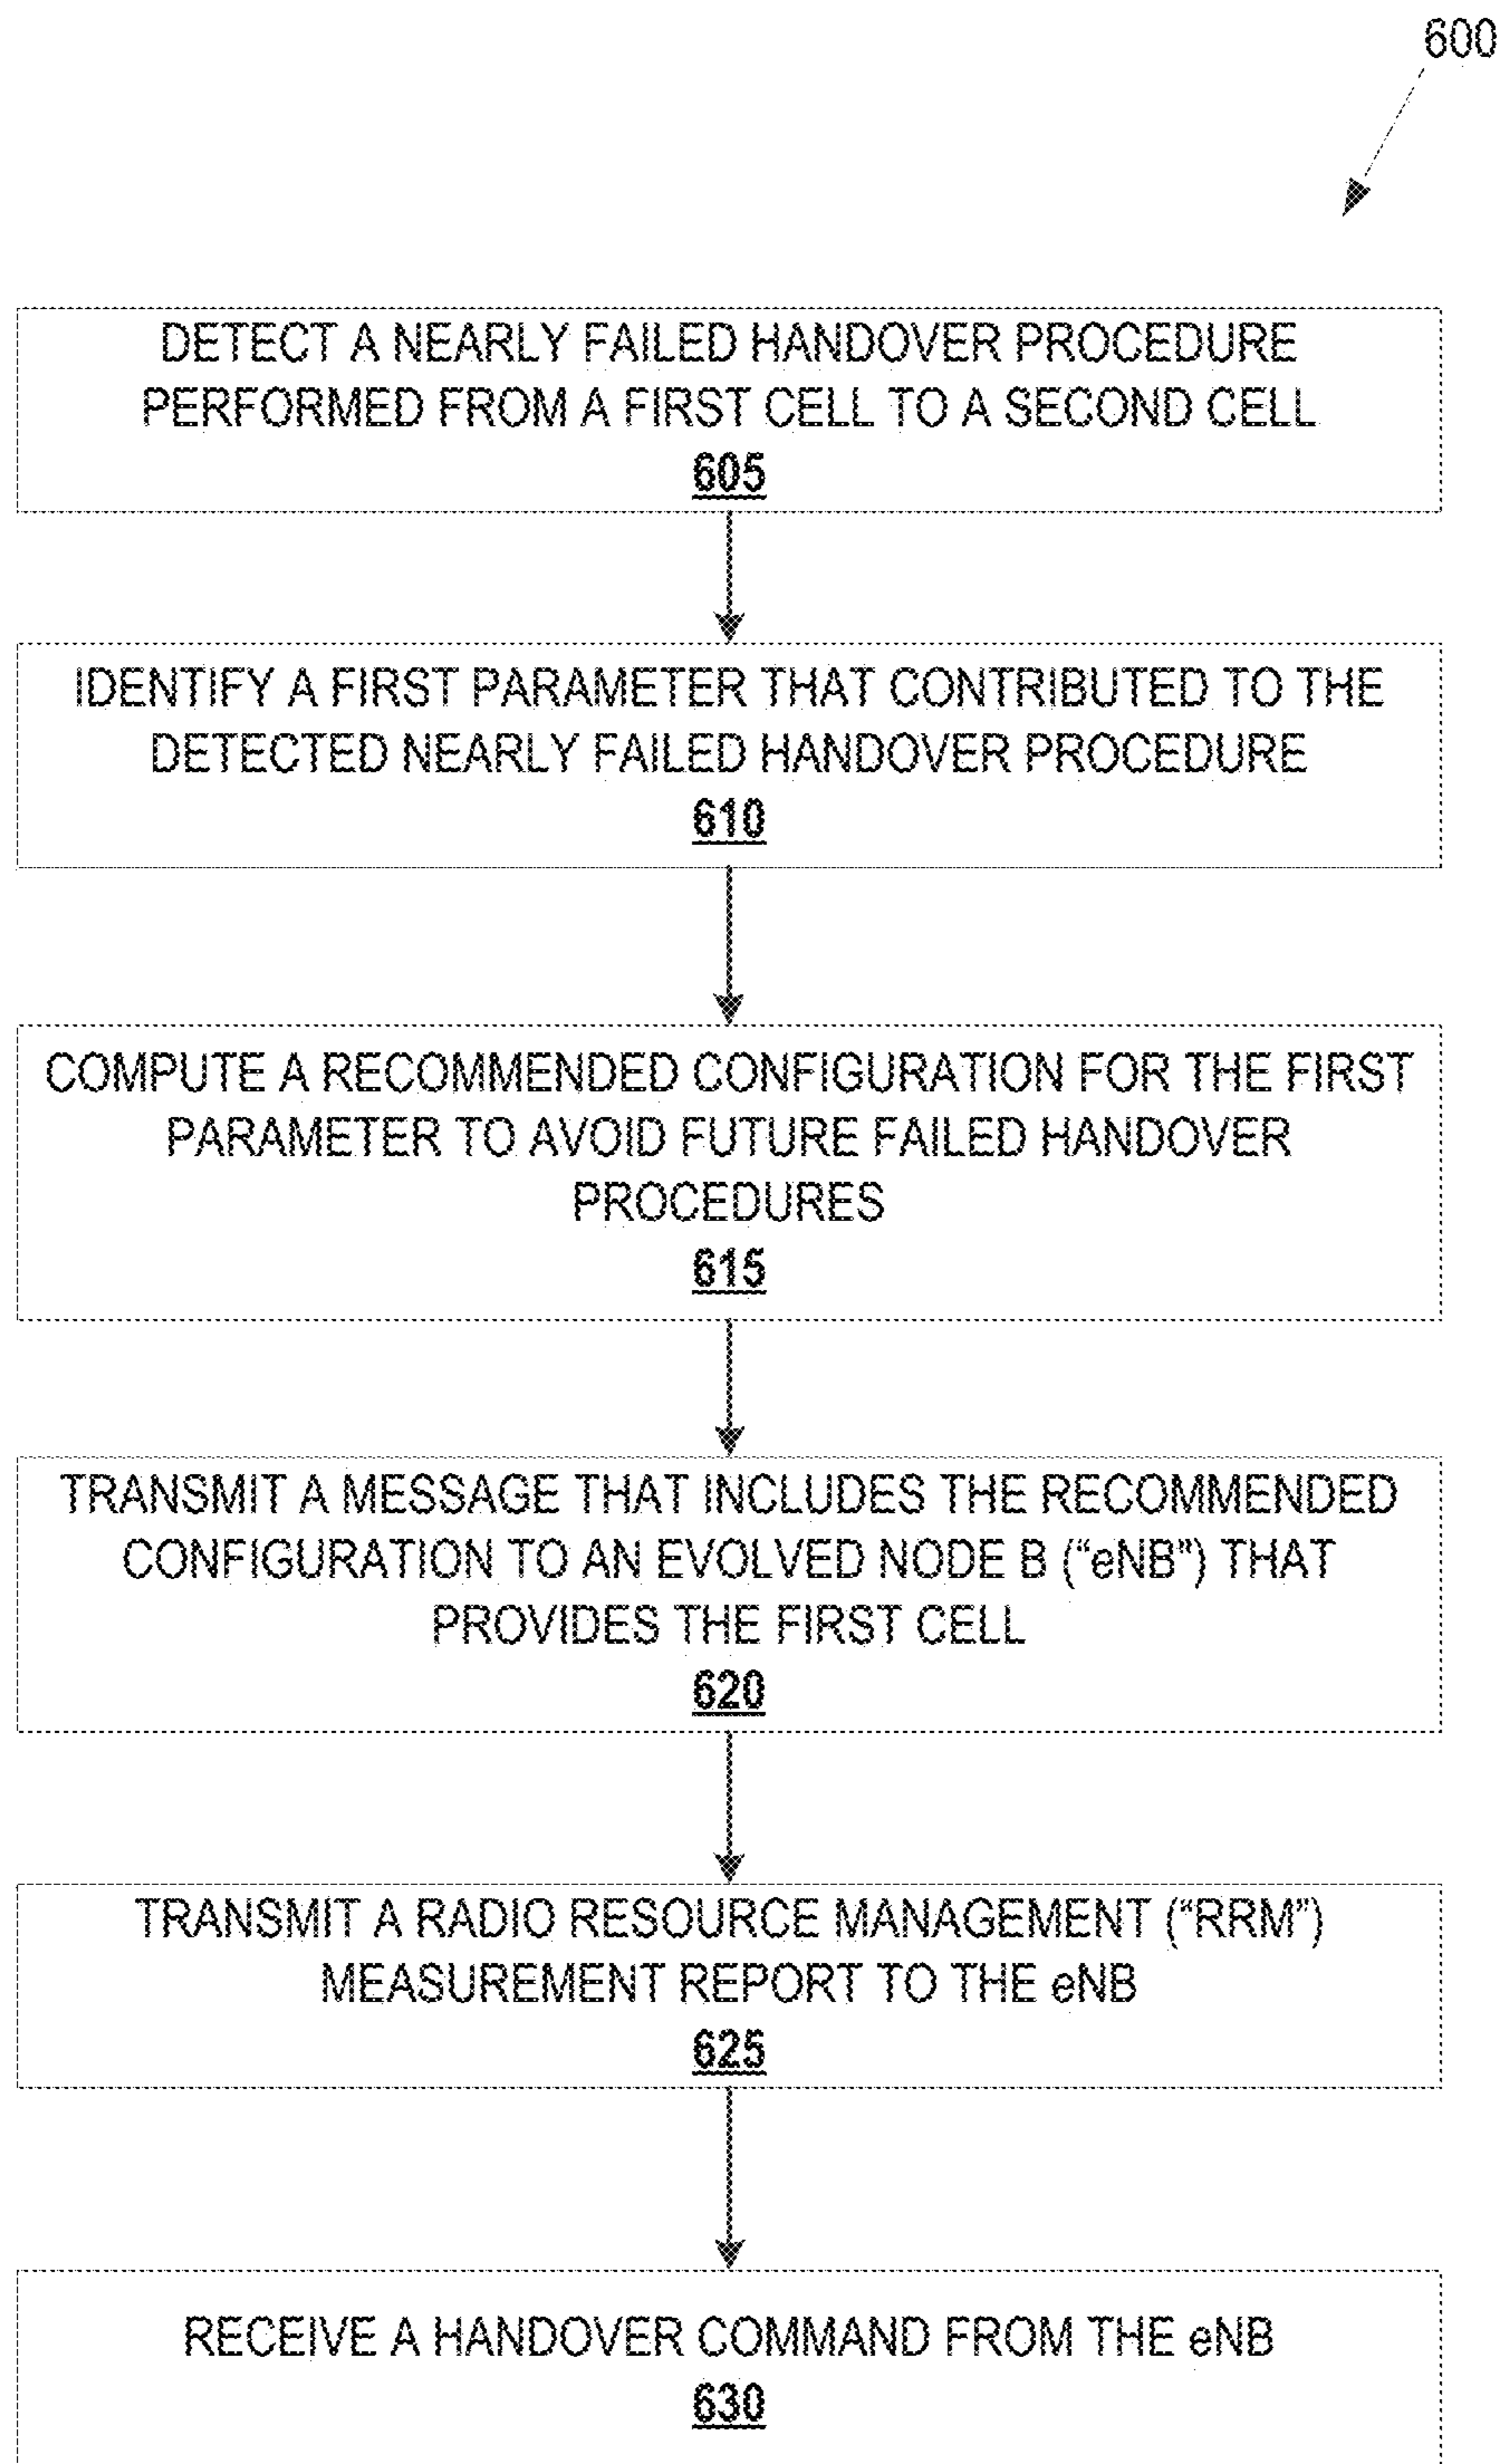 600
DETECT A NEARLY FAILED HANDOVER PROCEDURE
PERFORMED FROM A FIRST CELL TO A SECOND CELL
605
IDENTIFY A FIRST PARAMETER THAT CONTRIBUTED TO THE
DETECTED NEARLY FAILED HANDOVER PROCEDURE
610
COMPUTE A RECOMMENDED CONFIGURATION FOR THE FIRST
PARAMETER TO AVOID FUTURE FAILED HANDOVER
PROCEDURES
615
TRANSMIT A MESSAGE THAT INCLUDES THE RECOMMENDED
CONFIGURATION TO AN EVOLVED NODE B (“eNB”) THAT
PROVIDES THE FIRST CELL
620
TRANSMIT A RADIO RESOURCE MANAGEMENT (“RRM”)
MEASUREMENT REPORT TO THE eNB
625
RECEIVE A HANDOVER COMMAND FROM THE eNB
630